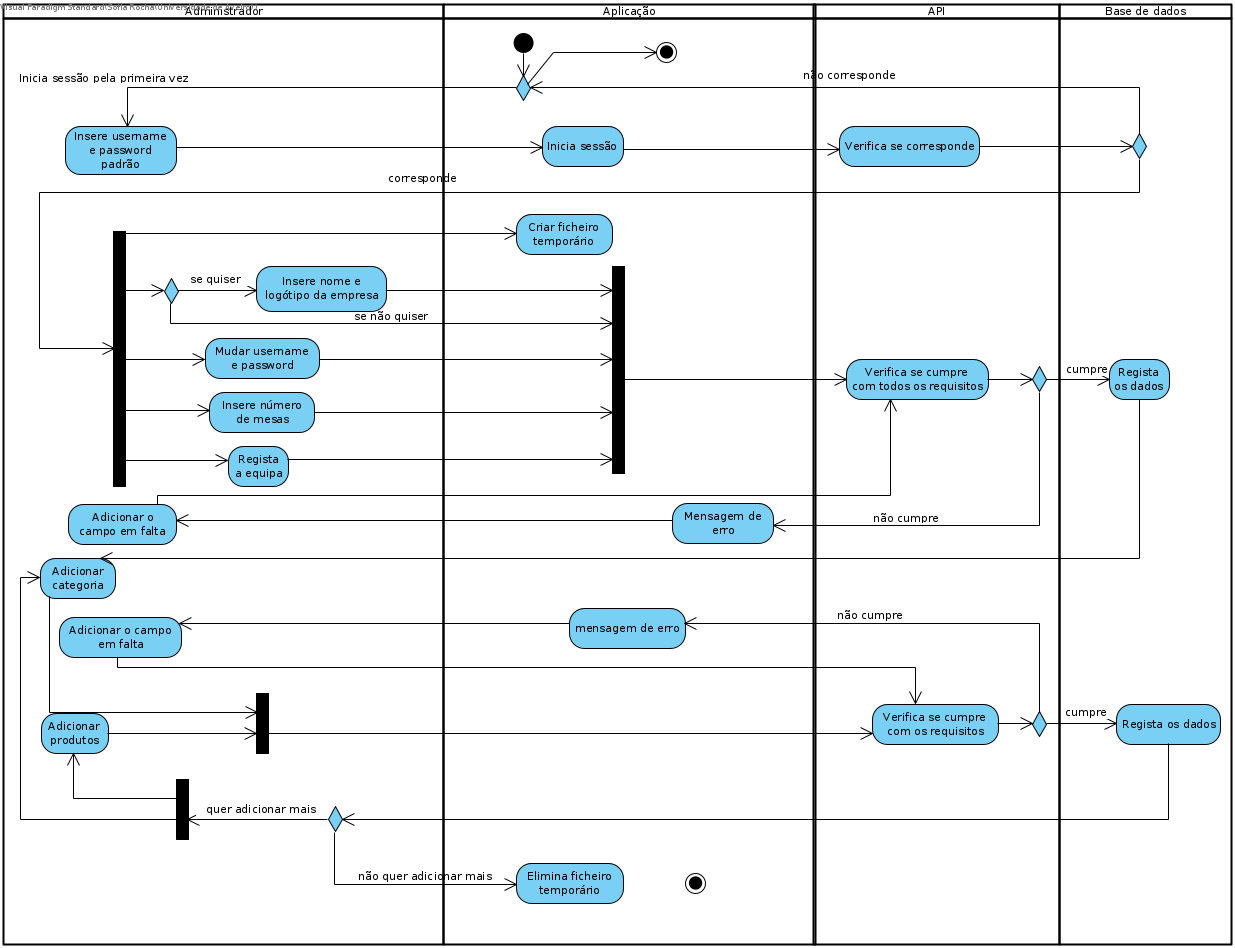 Visual Paradigm Standard(Sofia Rocha(Universidade de Aveiro))
Administrador
Aplicação
API
Base de dados
Inicia sessão pela primeira vez
não corresponde
Insere username
e password
padrão
Inicia sessão
Verifica se corresponde
corresponde
Criar ficheiro
temporário
se quiser
Insere nome e
logótipo da empresa
se não quiser
Mudar username
e password
Verifica se cumpre
com todos os requisitos
cumpre
Regista
os dados
Insere número
de mesas
Regista
a equipa
Adicionar o
campo em falta
Mensagem de
erro
não cumpre
Adicionar
categoria
Adicionar o campo
em falta
mensagem de erro
não cumpre
Adicionar
produtos
Verifica se cumpre
com os requisitos
cumpre
Regista os dados
quer adicionar mais
não quer adicionar mais
Elimina ficheiro
temporário